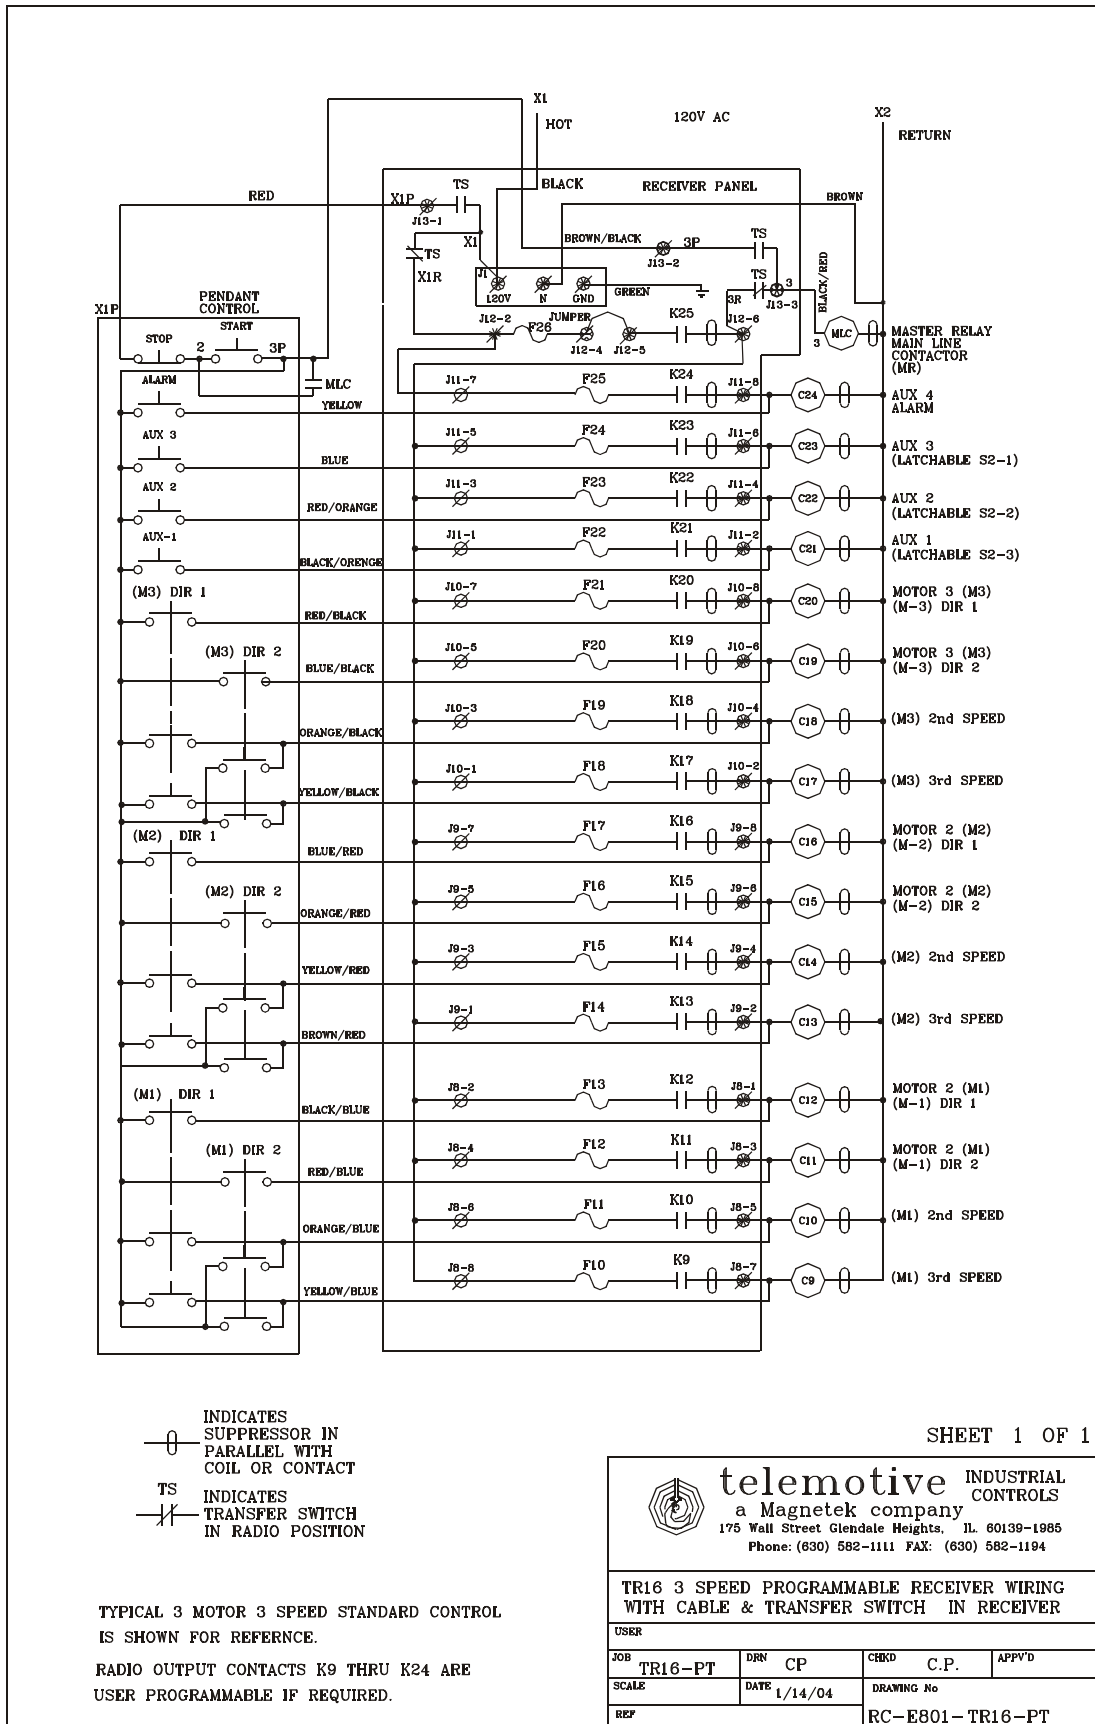 X1
HOT
120V AC
X2
RETURN
RED
X1P
TS
J13-1
BLACK
RECEIVER PANEL
BROWN
X1
TS
X1R
BROWN/BLACK
3P
J13-2
TS
TS
3
J13-3
BLACK/RED
J1
120V
N
GND
GREEN
3R
X1P
PENDANT
CONTROL
START
STOP
2
3P
MLC
J12-2
F26
JUMPER
J12-4
J12-5
K25
J12-6
3
MLC
MASTER RELAY
MAIN LINE
CONTACTOR
(MR)
ALARM
YELLOW
J11-7
F25
K24
J11-8
C24
AUX 4
ALARM
AUX 3
BLUE
J11-5
F24
K23
J11-6
C23
AUX 3
(LATCHABLE S2-1)
AUX 2
RED/ORANGE
J11-3
F23
K22
J11-4
C22
AUX 2
(LATCHABLE S2-2)
AUX-1
BLACK/ORENGE
J11-1
F22
K21
J11-2
C21
AUX 1
(LATCHABLE S2-3)
(M3) DIR 1
RED/BLACK
J10-7
F21
K20
J10-8
C20
MOTOR 3 (M3)
(M-3) DIR 1
(M3) DIR 2
BLUE/BLACK
J10-5
F20
K19
J10-6
C19
MOTOR 3 (M3)
(M-3) DIR 2
ORANGE/BLACK
J10-3
F19
K18
J10-4
C18
(M3) 2nd SPEED
YELLOW/BLACK
J10-1
F18
K17
J10-2
C17
(M3) 3rd SPEED
(M2) DIR 1
BLUE/RED
J9-7
F17
K16
J9-8
C16
MOTOR 2 (M2)
(M-2) DIR 1
(M2) DIR 2
ORANGE/RED
J9-5
F16
K15
J9-6
C15
MOTOR 2 (M2)
(M-2) DIR 2
YELLOW/RED
J9-3
F15
K14
J9-4
C14
(M2) 2nd SPEED
BROWN/RED
J9-1
F14
K13
J9-2
C13
(M2) 3rd SPEED
(M1) DIR 1
BLACK/BLUE
J8-2
F13
K12
J8-1
C12
MOTOR 2 (M1)
(M-1) DIR 1
(M1) DIR 2
RED/BLUE
J8-4
F12
K11
J8-3
C11
MOTOR 2 (M1)
(M-1) DIR 2
ORANGE/BLUE
J8-6
F11
K10
J8-5
C10
(M1) 2nd SPEED
YELLOW/BLUE
J8-8
F10
K9
J8-7
C9
(M1) 3rd SPEED
INDICATES
SUPPRESSOR IN
PARALLEL WITH
COIL OR CONTACT
TS
INDICATES
TRANSFER SWITCH
IN RADIO POSITION
TYPICAL 3 MOTOR 3 SPEED STANDARD CONTROL
IS SHOWN FOR REFERNCE.
RADIO OUTPUT CONTACTS K9 THRU K24 ARE
USER PROGRAMMABLE IF REQUIRED.
SHEET 1 OF 1
telemotive INDUSTRIAL
CONTROLS
a Magnetek company
175 Wall Street Glendale Heights, IL. 60139-1985
Phone: (630) 582-1111 FAX: (630) 582-1194
TR16 3 SPEED PROGRAMMABLE RECEIVER WIRING
WITH CABLE & TRANSFER SWITCH IN RECEIVER
USER
JOB TR16-PT
DRN CP
CHKD C.P.
APPV'D
SCALE
DATE 1/14/04
DRAWING No
REF
RC-E801-TR16-PT